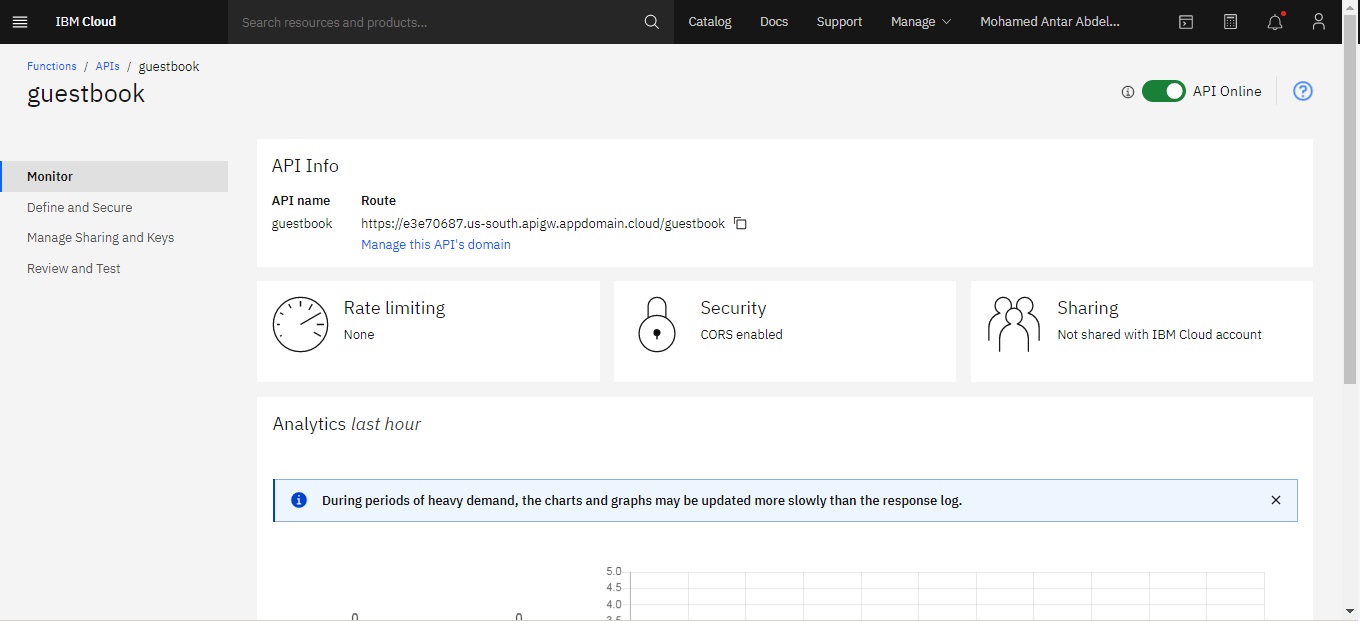 IBM Cloud Search resources and products... Catalog Docs Support Manage Mohamed Antar Abdel...
Functions / APIs / guestbook
guestbook
API Online
Monitor
Define and Secure
Manage Sharing and Keys
Review and Test
API Info
API name Route
guestbook https://e3e70687.us-south.apigw.appdomain.cloud/guestbook
Manage this API's domain
Rate limiting
None
Security
CORS enabled
Sharing
Not shared with IBM Cloud account
Analytics last hour
During periods of heavy demand, the charts and graphs may be updated more slowly than the response log.
5.0
4.5
4.0